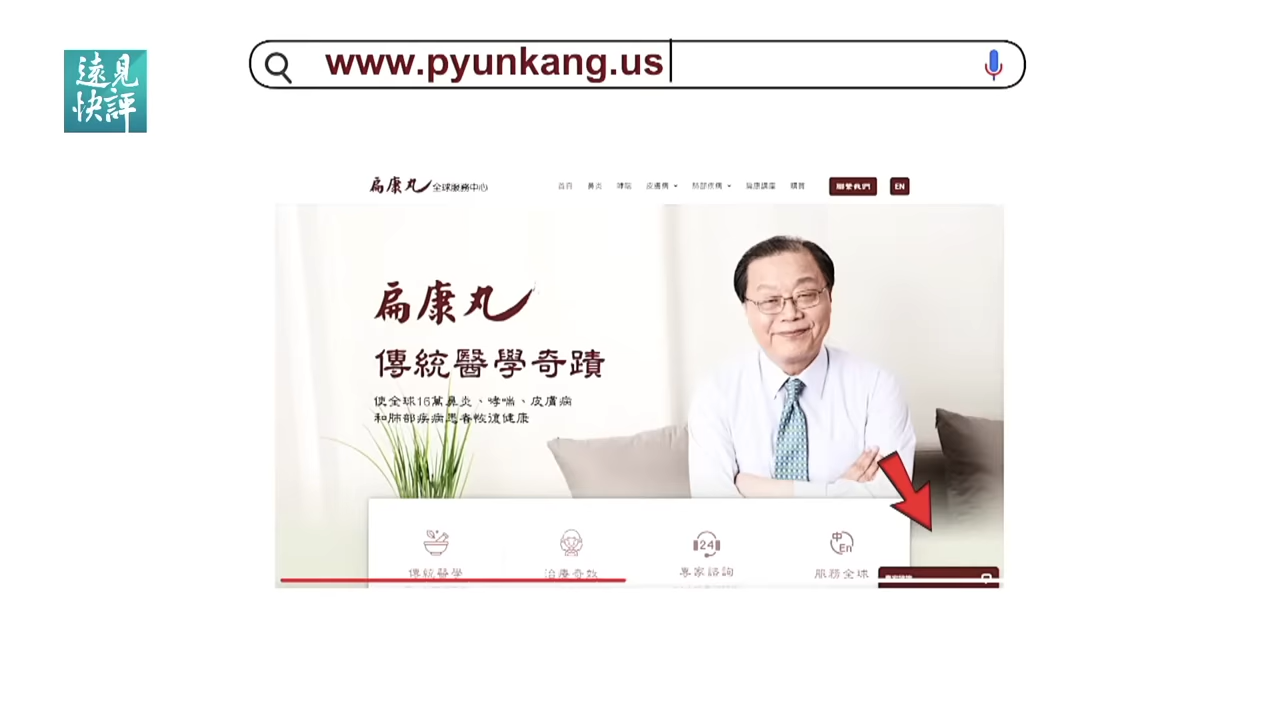 www.pyunkang.us
遠見
快評
扁康丸 全球服務中心
首頁 鼻炎 哮喘 皮膚病 肺部疾病 扁康講座 購買 聯繫我們 EN
扁康丸
傳統醫學奇蹟
使全球16萬鼻炎、哮喘、皮膚病
和肺部疾病患者恢復健康
24 中 En
傳統醫學 治療奇效 專家諮詢 服務全球